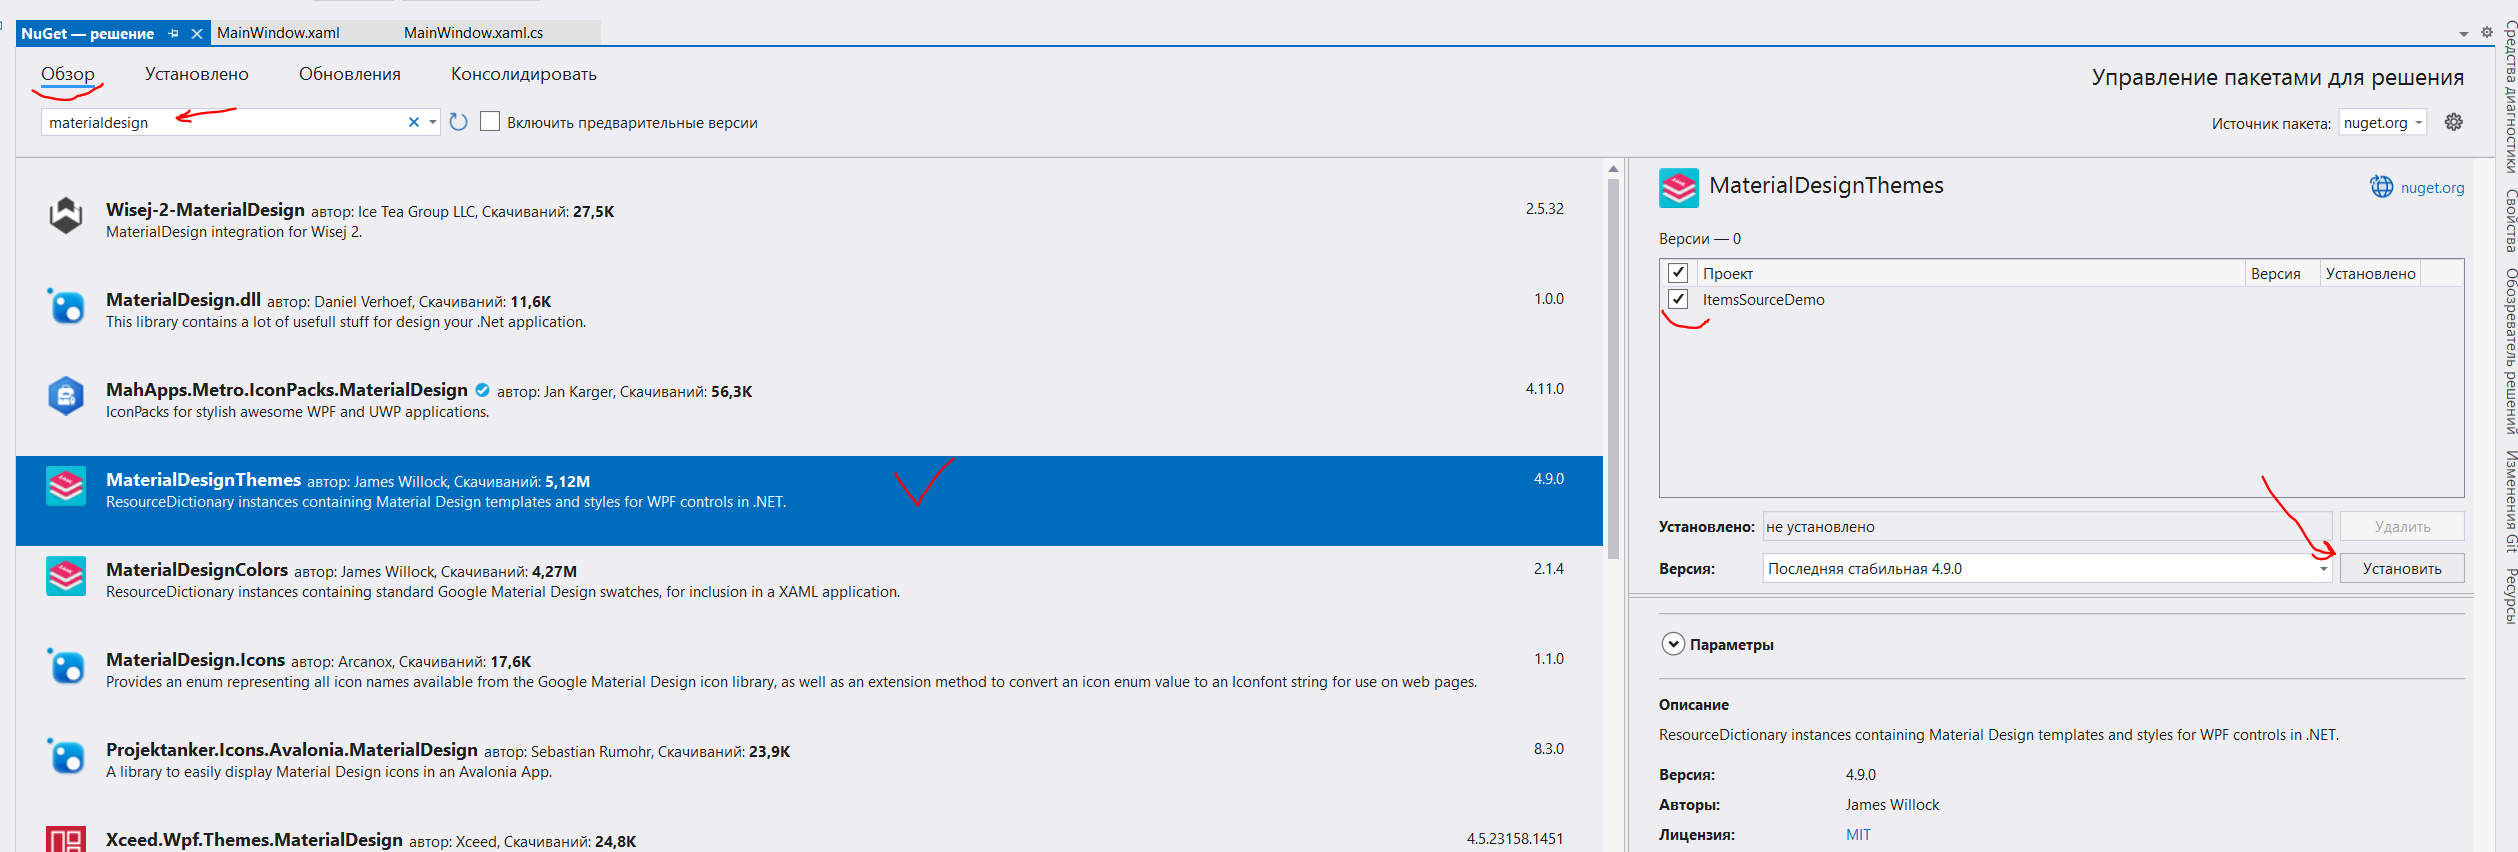 NuGet — решение
MainWindow.xaml
MainWindow.xaml.cs
Обзор
Установлено
Обновления
Консолидировать
Управление пакетами для решения
materialdesign
Включить предварительные версии
Источник пакета:
nuget.org
Wisej-2-MaterialDesign автор: Ice Tea Group LLC, Скачиваний: 27,5K
2.5.32
MaterialDesign integration for Wisej 2.
MaterialDesign.dll автор: Daniel Verhoef, Скачиваний: 11,6K
1.0.0
This library contains a lot of usefull stuff for design your .Net application.
MahApps.Metro.IconPacks.MaterialDesign автор: Jan Karger, Скачиваний: 56,3K
4.11.0
IconPacks for stylish awesome WPF and UWP applications.
MaterialDesignThemes автор: James Willock, Скачиваний: 5,12M
4.9.0
ResourceDictionary instances containing Material Design templates and styles for WPF controls in .NET.
MaterialDesignColors автор: James Willock, Скачиваний: 4,27M
2.1.4
ResourceDictionary instances containing standard Google Material Design swatches, for inclusion in a XAML application.
MaterialDesign.Icons автор: Arcanox, Скачиваний: 17,6K
1.1.0
Provides an enum representing all icon names available from the Google Material Design icon library, as well as an extension method to convert an icon enum value to an Iconfont string for use on web pages.
Projektanker.Icons.Avalonia.MaterialDesign автор: Sebastian Rumohr, Скачиваний: 23,9K
8.3.0
A library to easily display Material Design icons in an Avalonia App.
Xceed.Wpf.Themes.MaterialDesign автор: Xceed, Скачиваний: 24,8K
4.5.23158.1451
MaterialDesignThemes
nuget.org
Версии — 0
Проект
Версия
Установлено
ItemsSourceDemo
Установлено:
не установлено
Удалить
Версия:
Последняя стабильная 4.9.0
Установить
Параметры
Описание
ResourceDictionary instances containing Material Design templates and styles for WPF controls in .NET.
Версия:
4.9.0
Авторы:
James Willock
Лицензия:
MIT
Средства диагностики
Свойства
Обозреватель решений
Изменения Git
Ресурсы